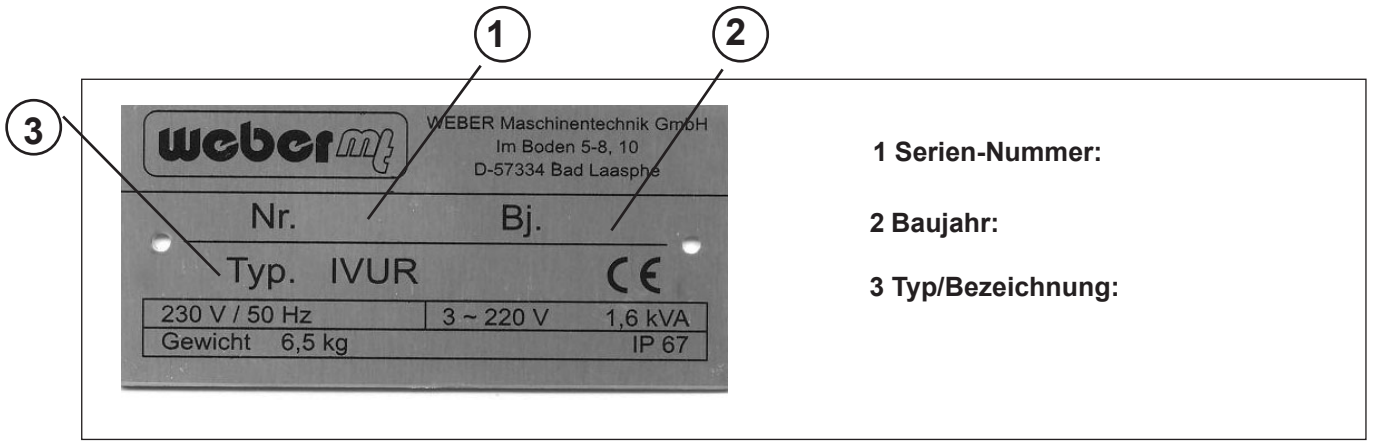 1
2
3
weber mt
WEBER Maschinentechnik GmbH
Im Boden 5-8, 10
D-57334 Bad Laasphe
Nr. Bj.
Typ. IVUR CE
230 V / 50 Hz 3 ~ 220 V 1,6 kVA
Gewicht 6,5 kg IP 67
1 Serien-Nummer:
2 Baujahr:
3 Typ/Bezeichnung: